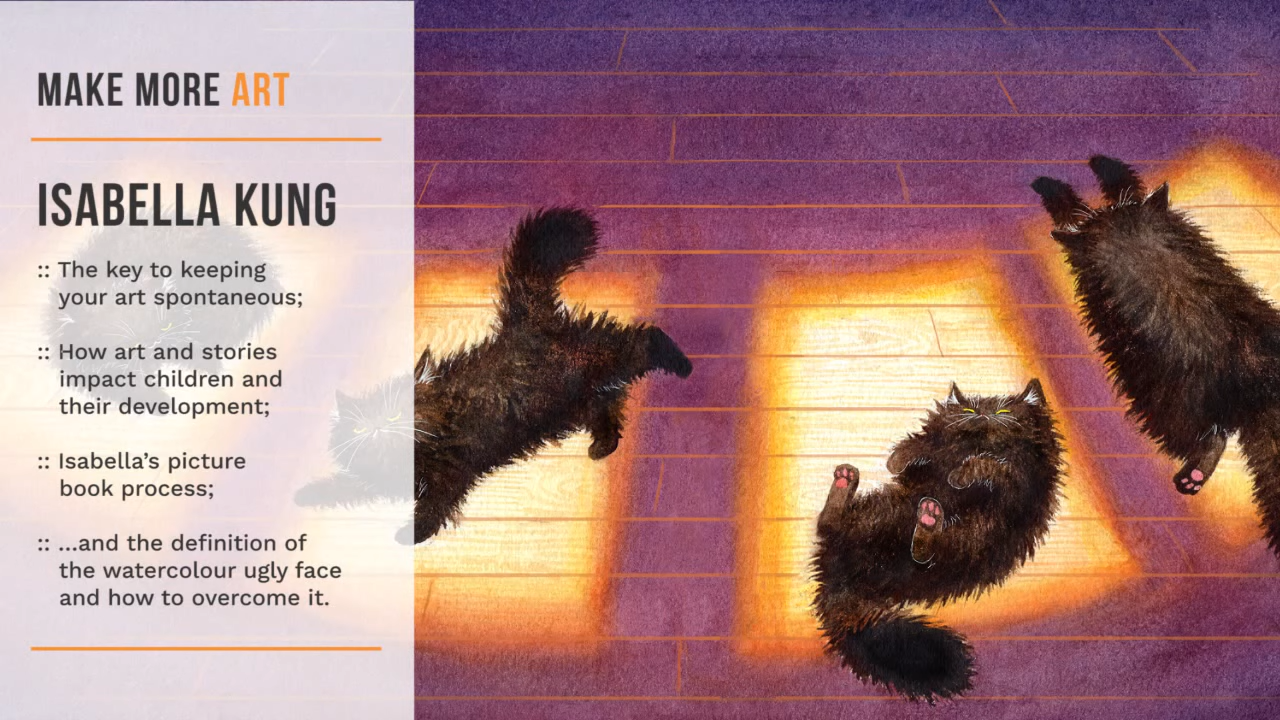 MAKE MORE ART
ISABELLA KUNG
:: The key to keeping
your art spontaneous;
:: How art and stories
impact children and
their development;
:: Isabella’s picture
book process;
:: ...and the definition of
the watercolour ugly face
and how to overcome it.